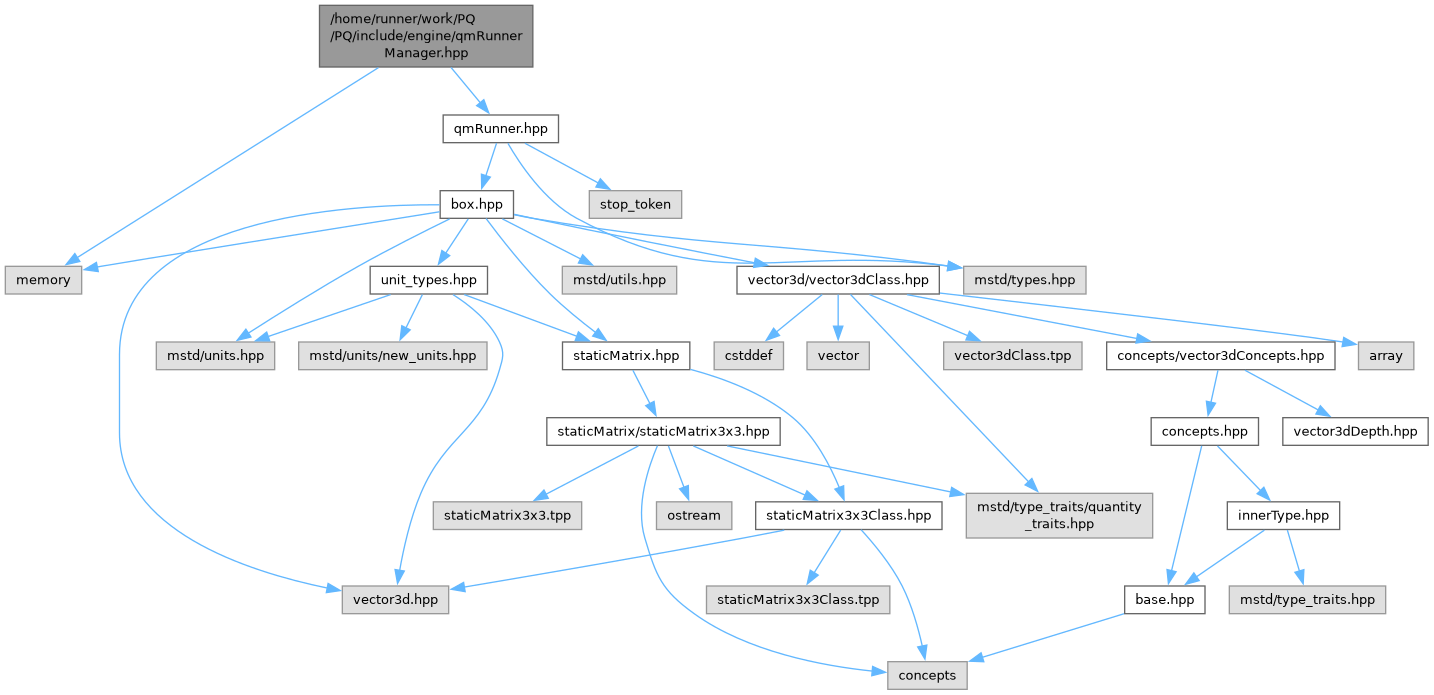 /home/runner/work/PQ
/PQ/include/engine/qmRunner
Manager.hpp
qmRunner.hpp
box.hpp
stop_token
memory
unit_types.hpp
mstd/utils.hpp
vector3d/vector3dClass.hpp
mstd/types.hpp
mstd/units.hpp
mstd/units/new_units.hpp
staticMatrix.hpp
cstddef
vector
vector3dClass.tpp
concepts/vector3dConcepts.hpp
array
staticMatrix/staticMatrix3x3.hpp
concepts.hpp
vector3dDepth.hpp
staticMatrix3x3.tpp
ostream
staticMatrix3x3Class.hpp
mstd/type_traits/quantity
_traits.hpp
innerType.hpp
vector3d.hpp
staticMatrix3x3Class.tpp
base.hpp
mstd/type_traits.hpp
concepts